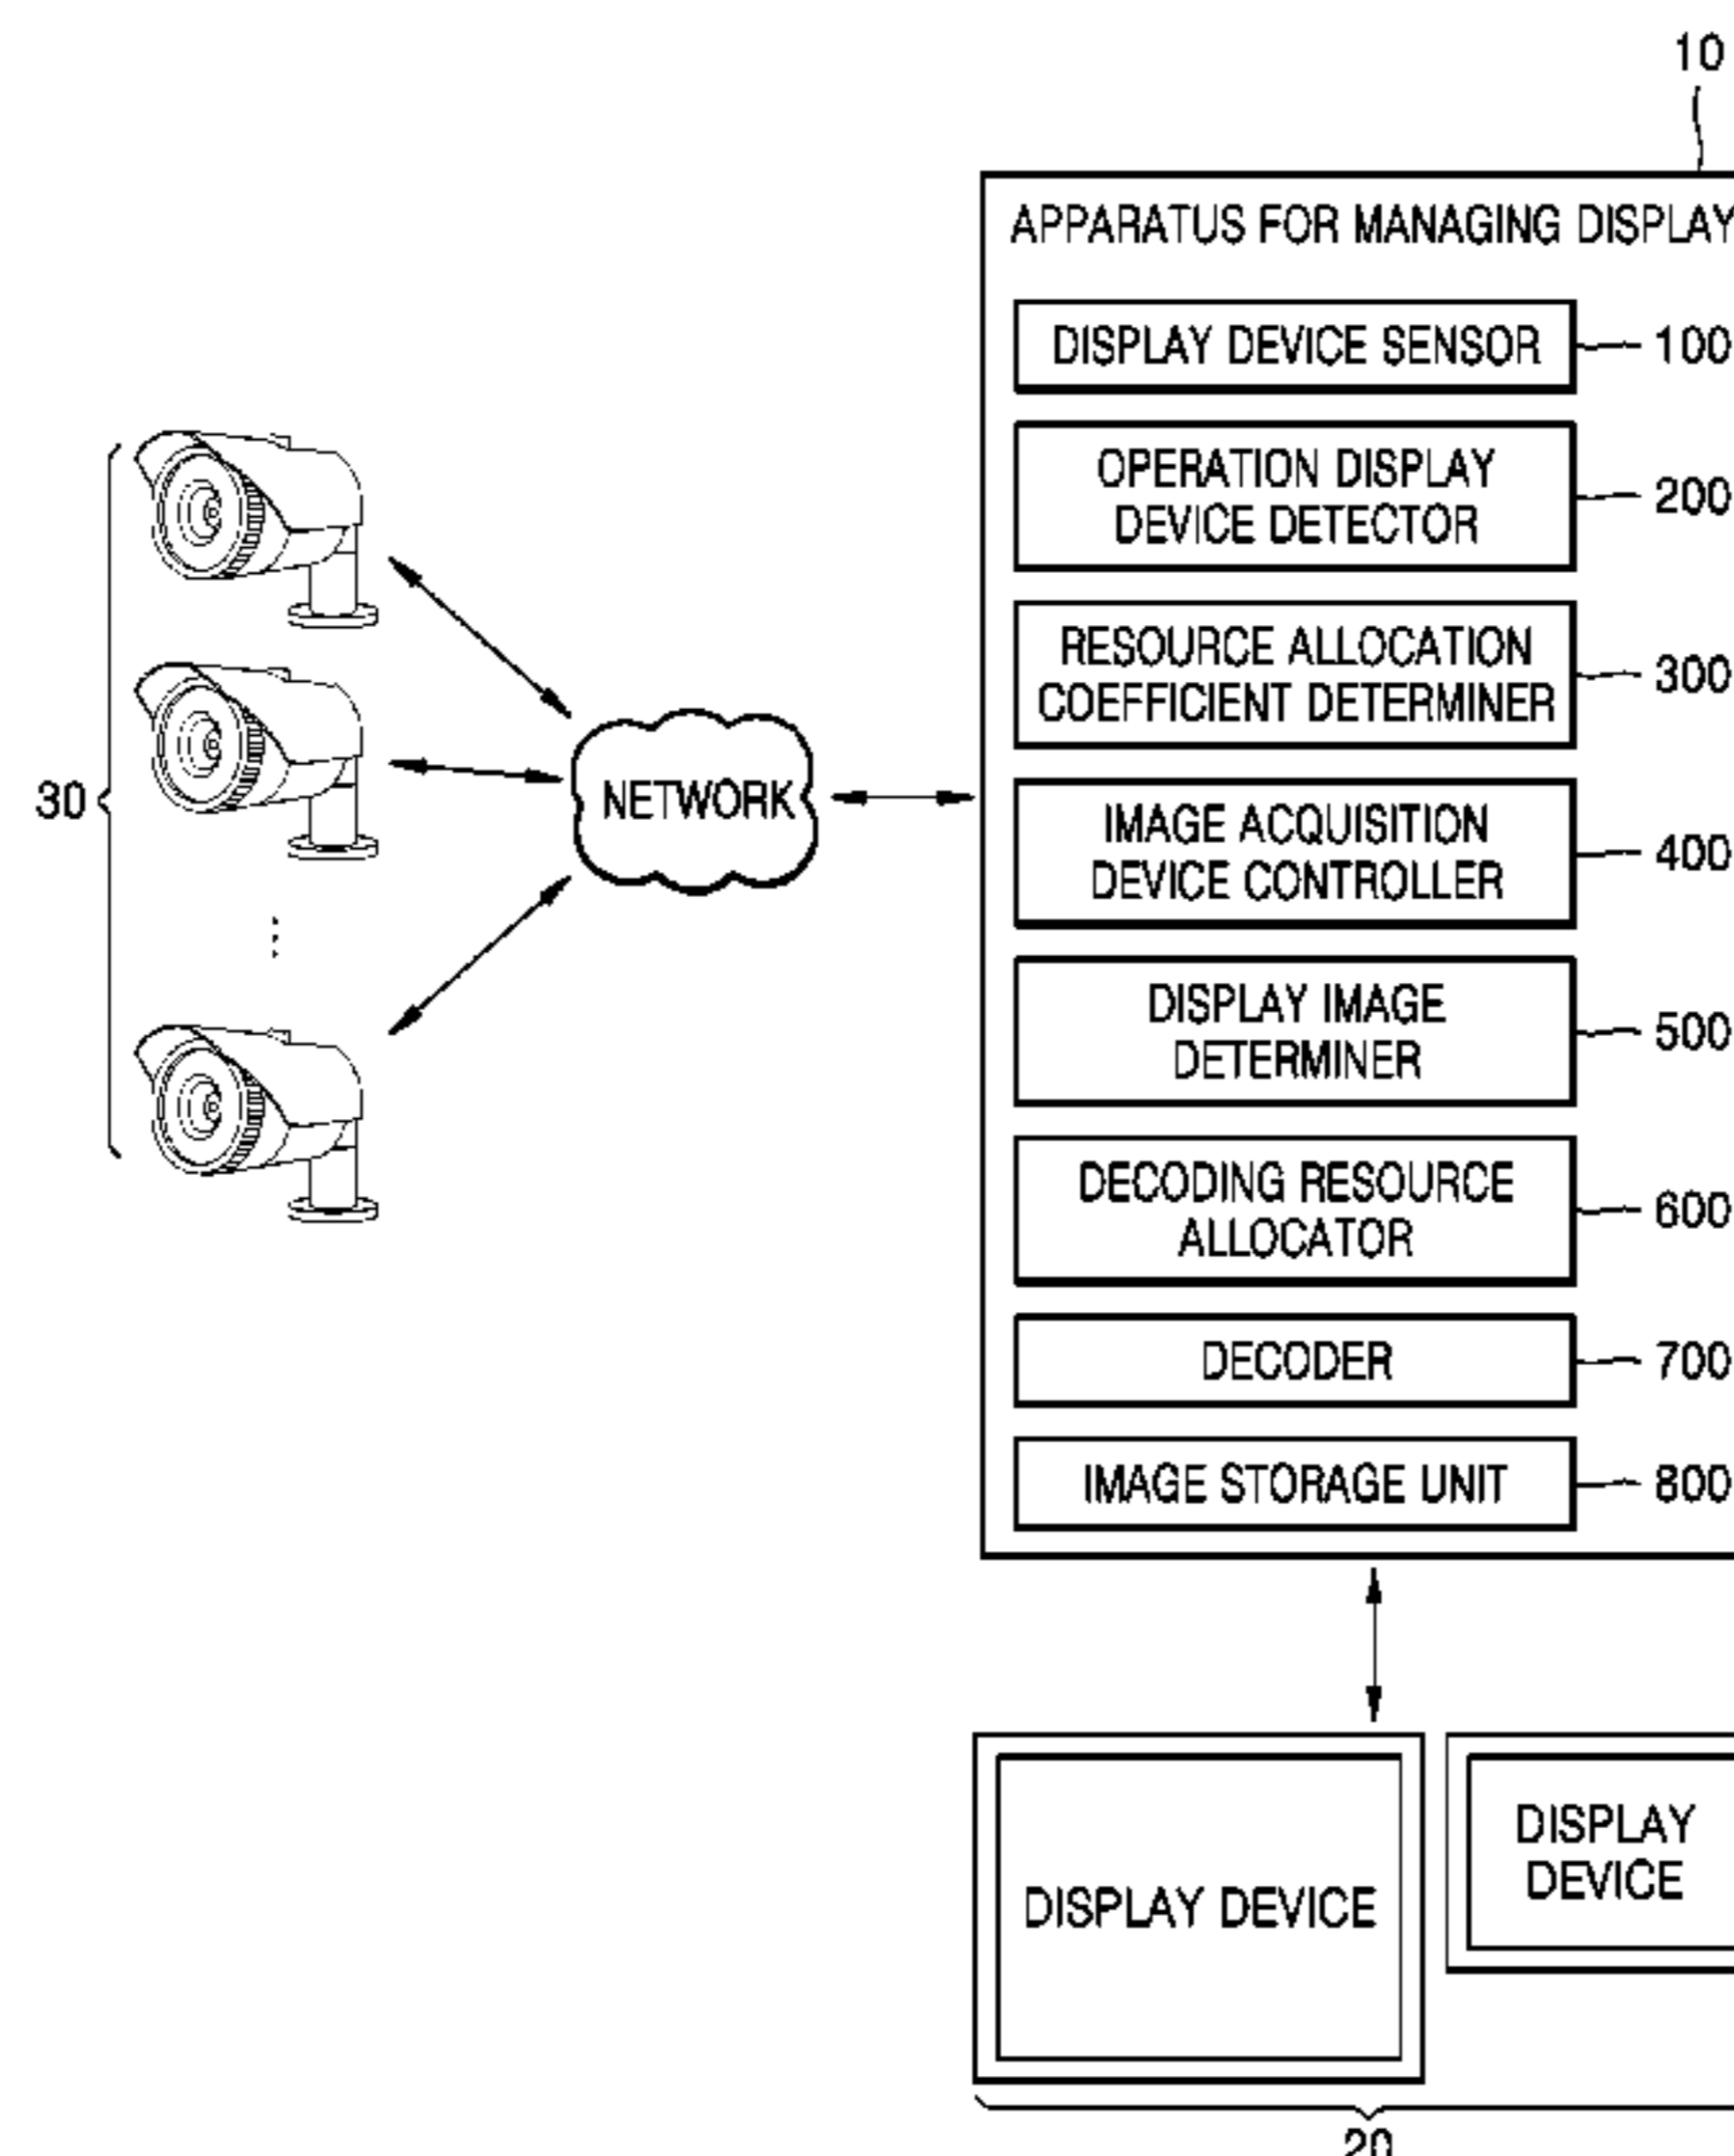 10
APPARATUS FOR MANAGING DISPLAY
DISPLAY DEVICE SENSOR
100
OPERATION DISPLAY
DEVICE DETECTOR
200
RESOURCE ALLOCATION
COEFFICIENT DETERMINER
300
30
NETWORK
IMAGE ACQUISITION
DEVICE CONTROLLER
400
DISPLAY IMAGE
DETERMINER
500
DECODING RESOURCE
ALLOCATOR
600
DECODER
700
IMAGE STORAGE UNIT
800
DISPLAY DEVICE
DISPLAY
DEVICE
20